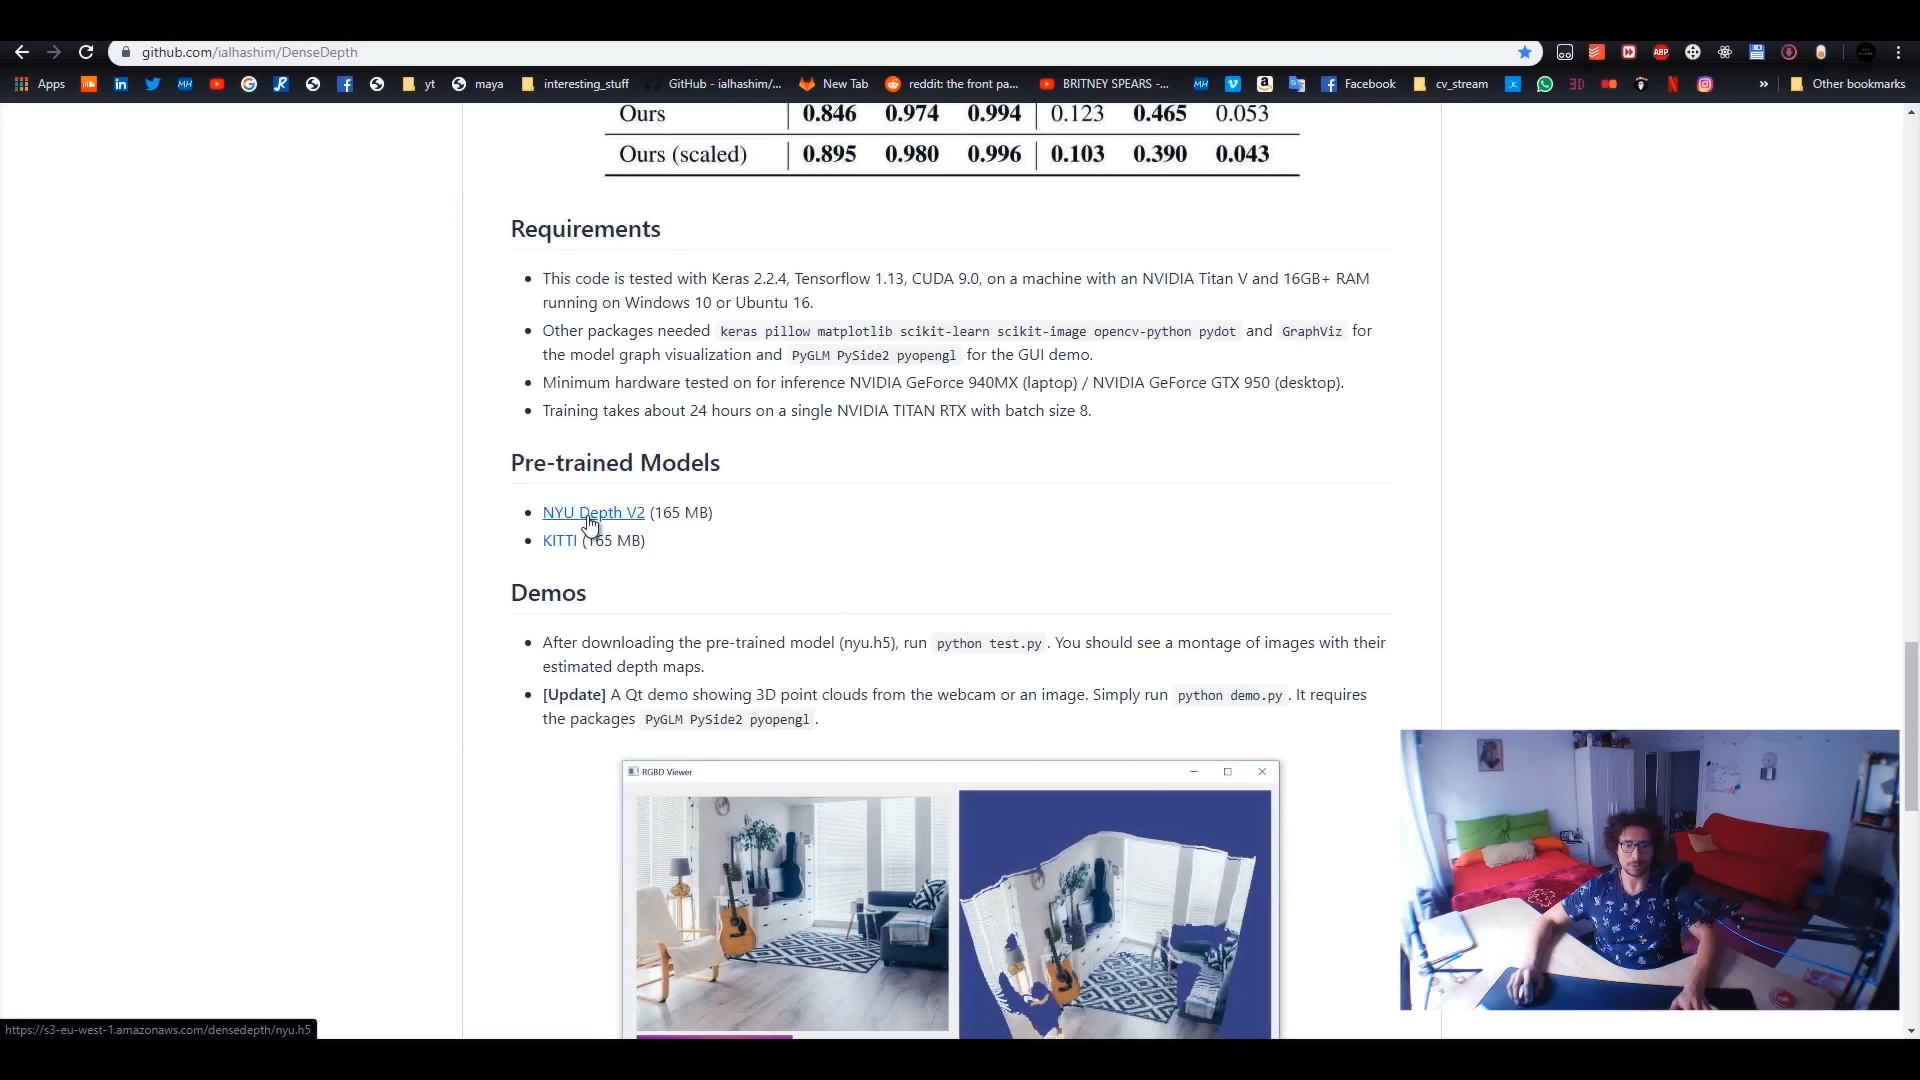 github.com/ialhashim/DenseDepth
ABP
Apps
yt
maya
interesting_stuff
GitHub - ialhashim/...
New Tab
reddit: the front pa...
BRITNEY SPEARS -...
Facebook
cv_stream
»
Other bookmarks
Ours 0.846 0.974 0.994 0.123 0.465 0.053
Ours (scaled) 0.895 0.980 0.996 0.103 0.390 0.043
Requirements
• This code is tested with Keras 2.2.4, Tensorflow 1.13, CUDA 9.0, on a machine with an NVIDIA Titan V and 16GB+ RAM
running on Windows 10 or Ubuntu 16.
• Other packages needed keras pillow matplotlib scikit-learn scikit-image opencv-python pydot and GraphViz for
the model graph visualization and PyGLM PySide2 pyopengl for the GUI demo.
• Minimum hardware tested on for inference NVIDIA GeForce 940MX (laptop) / NVIDIA GeForce GTX 950 (desktop).
• Training takes about 24 hours on a single NVIDIA TITAN RTX with batch size 8.
Pre-trained Models
• NYU Depth V2 (165 MB)
• KITTI (165 MB)
Demos
• After downloading the pre-trained model (nyu.h5), run python test.py. You should see a montage of images with their
estimated depth maps.
• [Update] A Qt demo showing 3D point clouds from the webcam or an image. Simply run python demo.py. It requires
the packages PyGLM PySide2 pyopengl.
RGBD Viewer
https://s3-eu-west-1.amazonaws.com/densedepth/nyu.h5